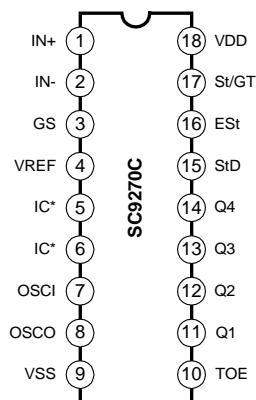 IN+ 1 18 VDD
IN- 2 17 St/GT
GS 3 16 ESt
VREF 4 15 StD
IC* 5 14 Q4
IC* 6 13 Q3
OSCI 7 12 Q2
OSCO 8 11 Q1
VSS 9 10 TOE
SC9270C